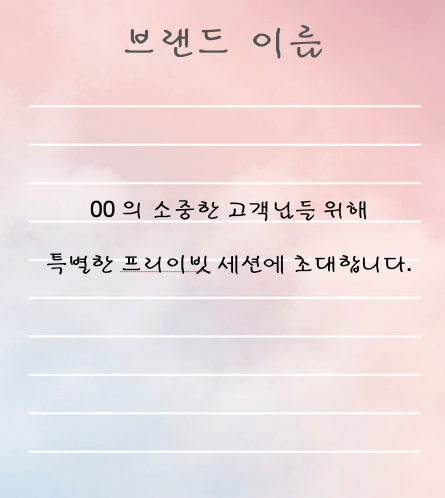 브랜드 이름
00 의 소중한 고객님들 위해
특별한 프리이빗 세션에 초대합니다.